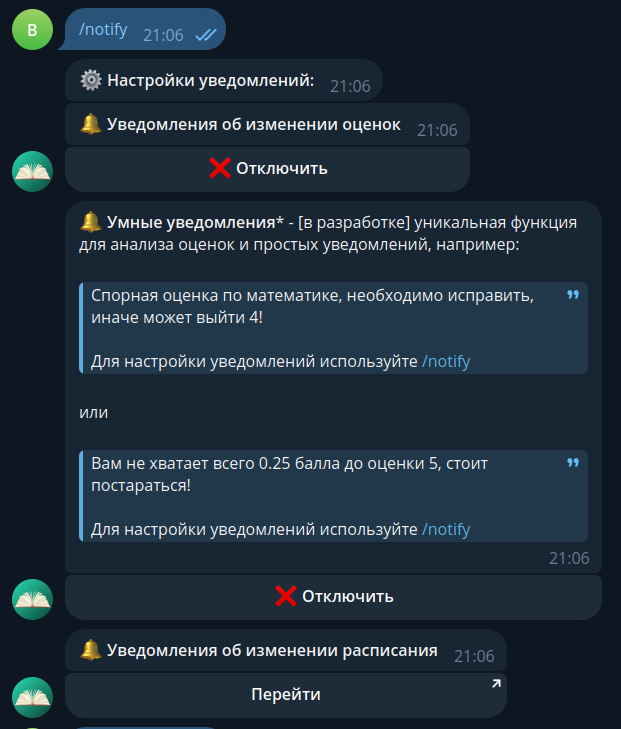 B
/notify 21:06
Настройки уведомлений: 21:06
Уведомления об изменении оценок 21:06
Отключить
Умные уведомления* - [в разработке] уникальная функция
для анализа оценок и простых уведомлений, например:
Спорная оценка по математике, необходимо исправить,
иначе может выйти 4!
Для настройки уведомлений используйте /notify
или
Вам не хватает всего 0.25 балла до оценки 5, стоит
постараться!
Для настройки уведомлений используйте /notify
21:06
Отключить
Уведомления об изменении расписания 21:06
Перейти